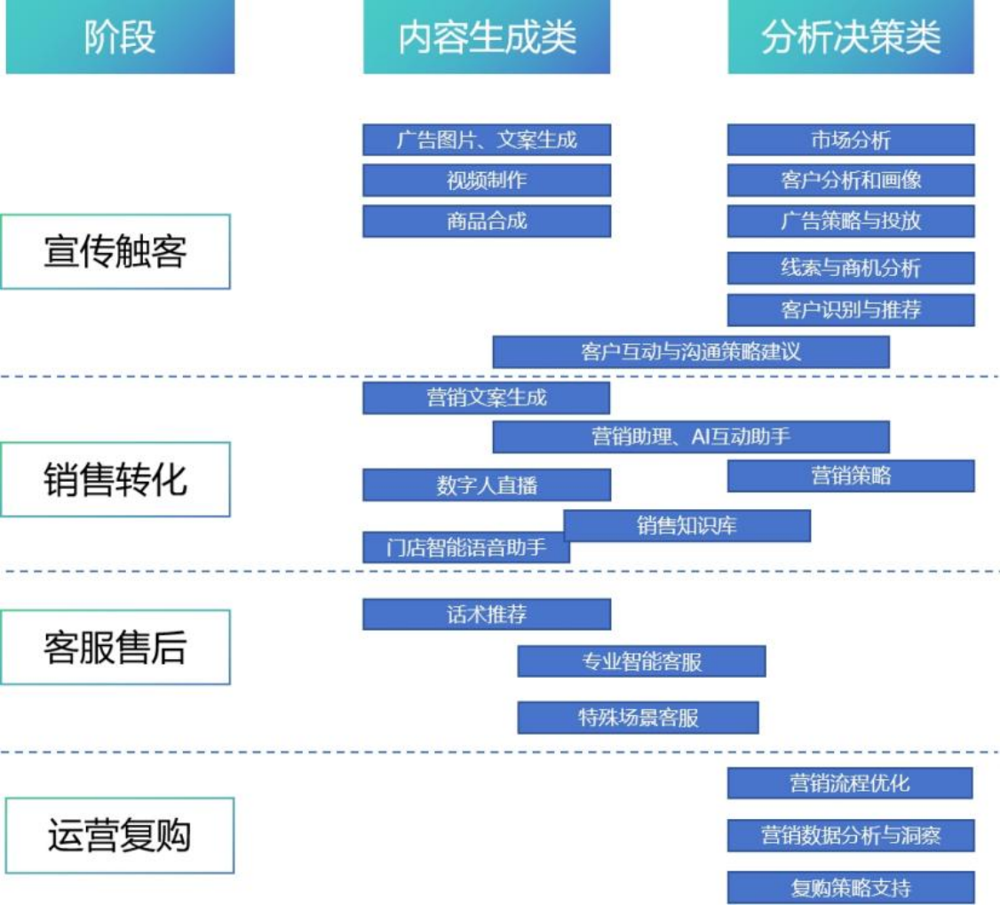 阶段
内容生成类
分析决策类
宣传触客
广告图片、文案生成
市场分析
视频制作
客户分析和画像
商品合成
广告策略与投放
线索与商机分析
客户识别与推荐
客户互动与沟通策略建议
销售转化
营销文案生成
营销助理、AI互动助手
数字人直播
营销策略
销售知识库
门店智能语音助手
客服售后
话术推荐
专业智能客服
特殊场景客服
运营复购
营销流程优化
营销数据分析与洞察
复购策略支持